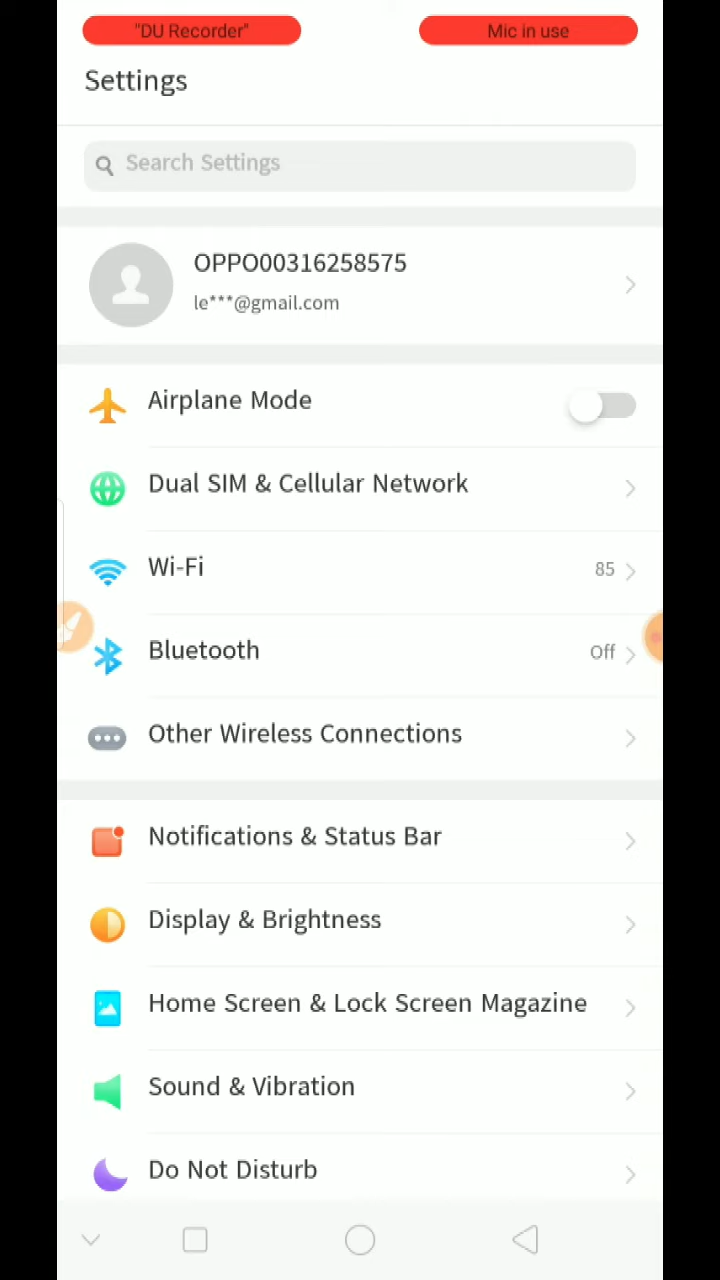 "DU Recorder"
Mic in use
Settings
Search Settings
OPPO00316258575
le***@gmail.com
Airplane Mode
Dual SIM & Cellular Network
Wi-Fi
85
Bluetooth
Off
Other Wireless Connections
Notifications & Status Bar
Display & Brightness
Home Screen & Lock Screen Magazine
Sound & Vibration
Do Not Disturb